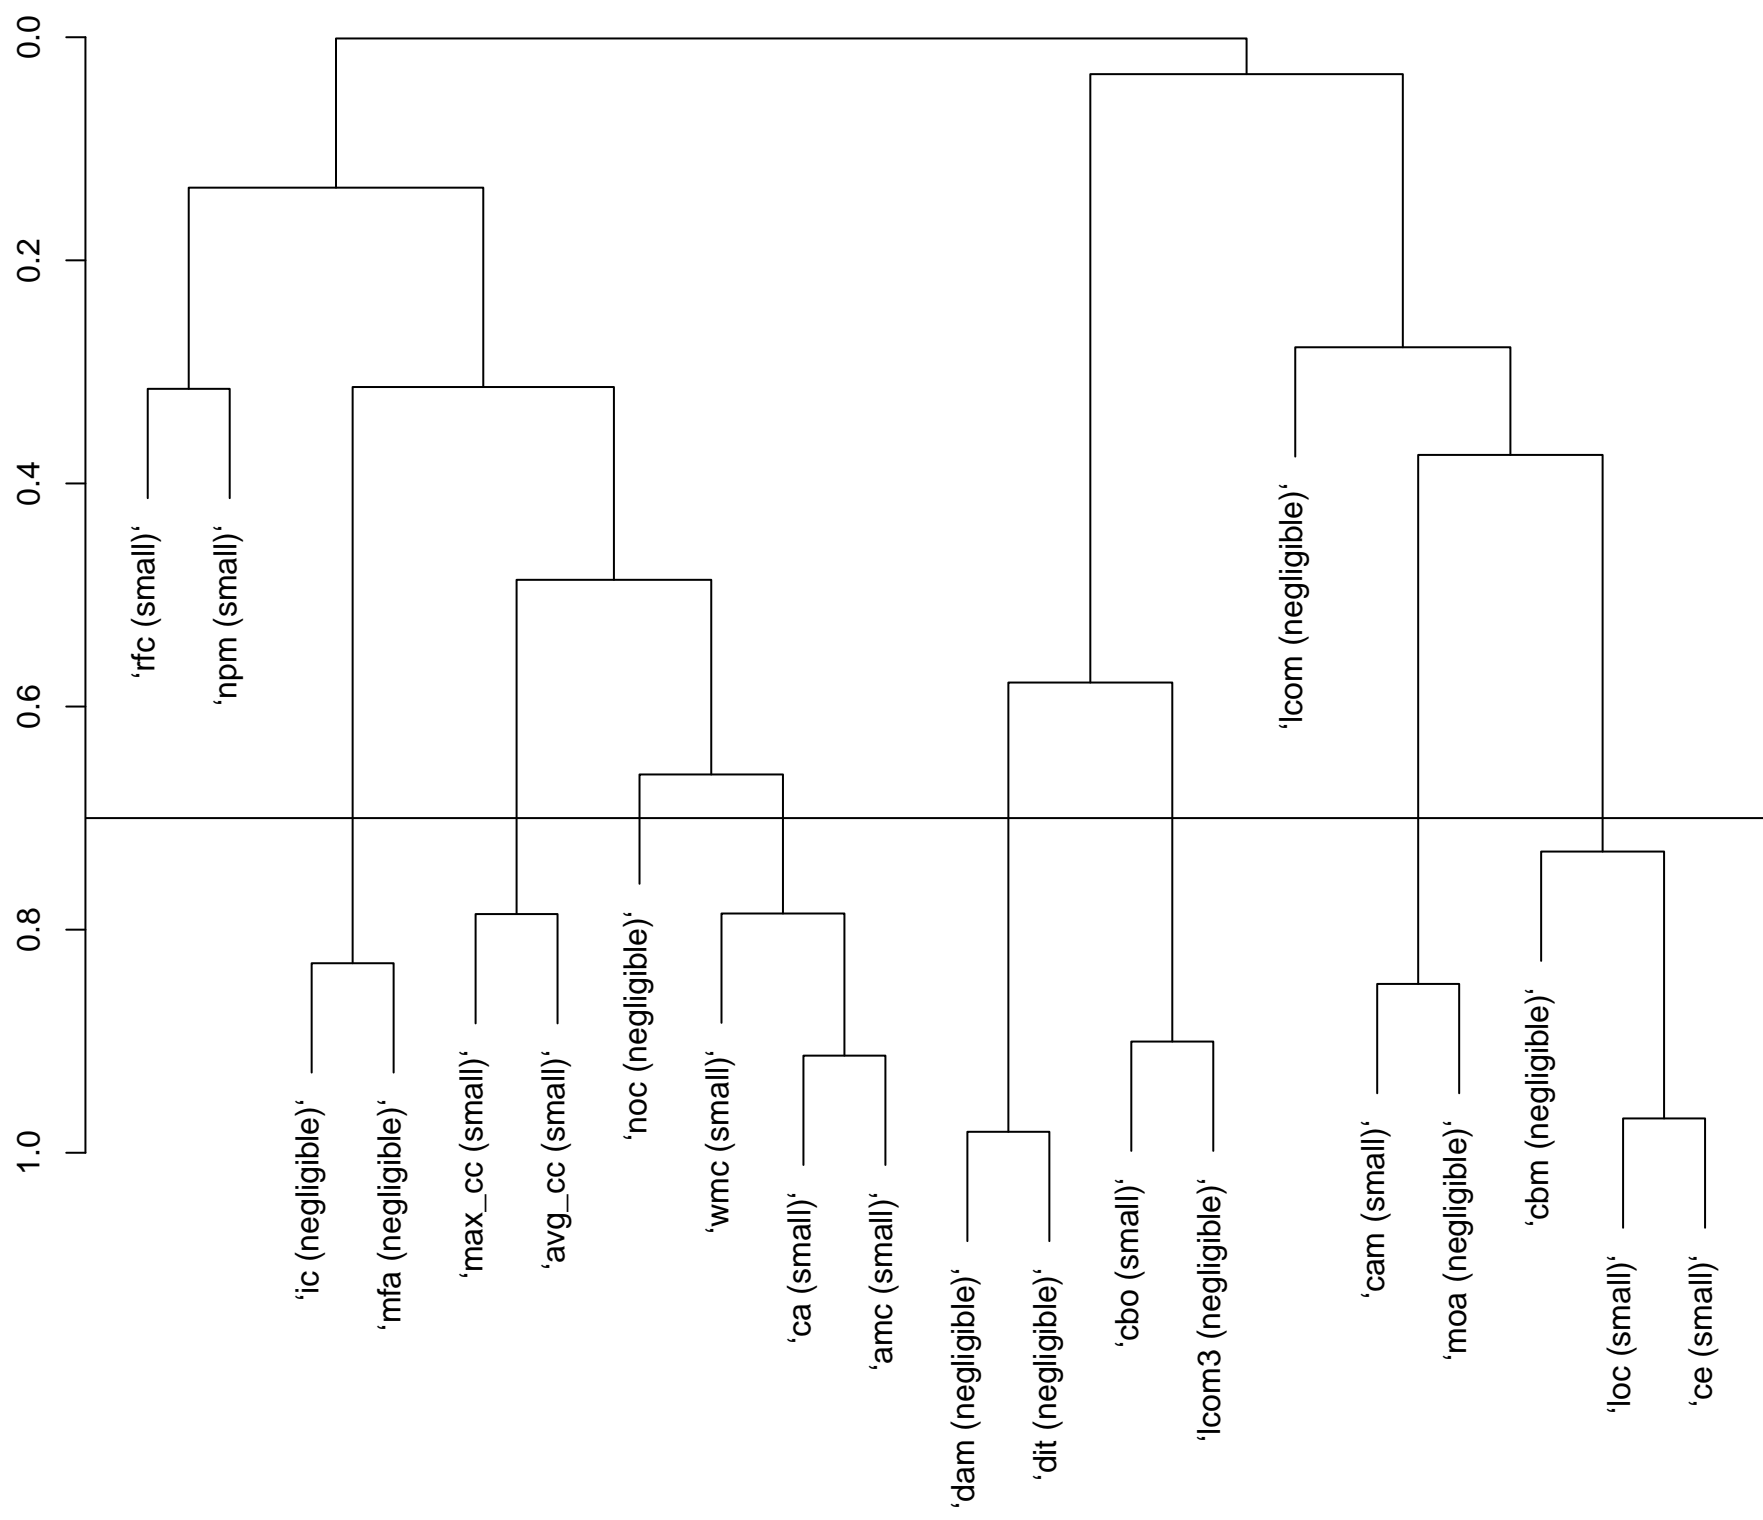 0.0
0.2
0.4
0.6
0.8
1.0
‘rfc (small)‘
‘npm (small)‘
‘ic (negligible)‘
‘mfa (negligible)‘
‘max_cc (small)‘
‘avg_cc (small)‘
‘noc (negligible)‘
‘wmc (small)‘
‘ca (small)‘
‘amc (small)‘
‘dam (negligible)‘
‘dit (negligible)‘
‘cbo (small)‘
‘lcom3 (negligible)‘
‘lcom (negligible)‘
‘cam (small)‘
‘moa (negligible)‘
‘cbm (negligible)‘
‘loc (small)‘
‘ce (small)‘